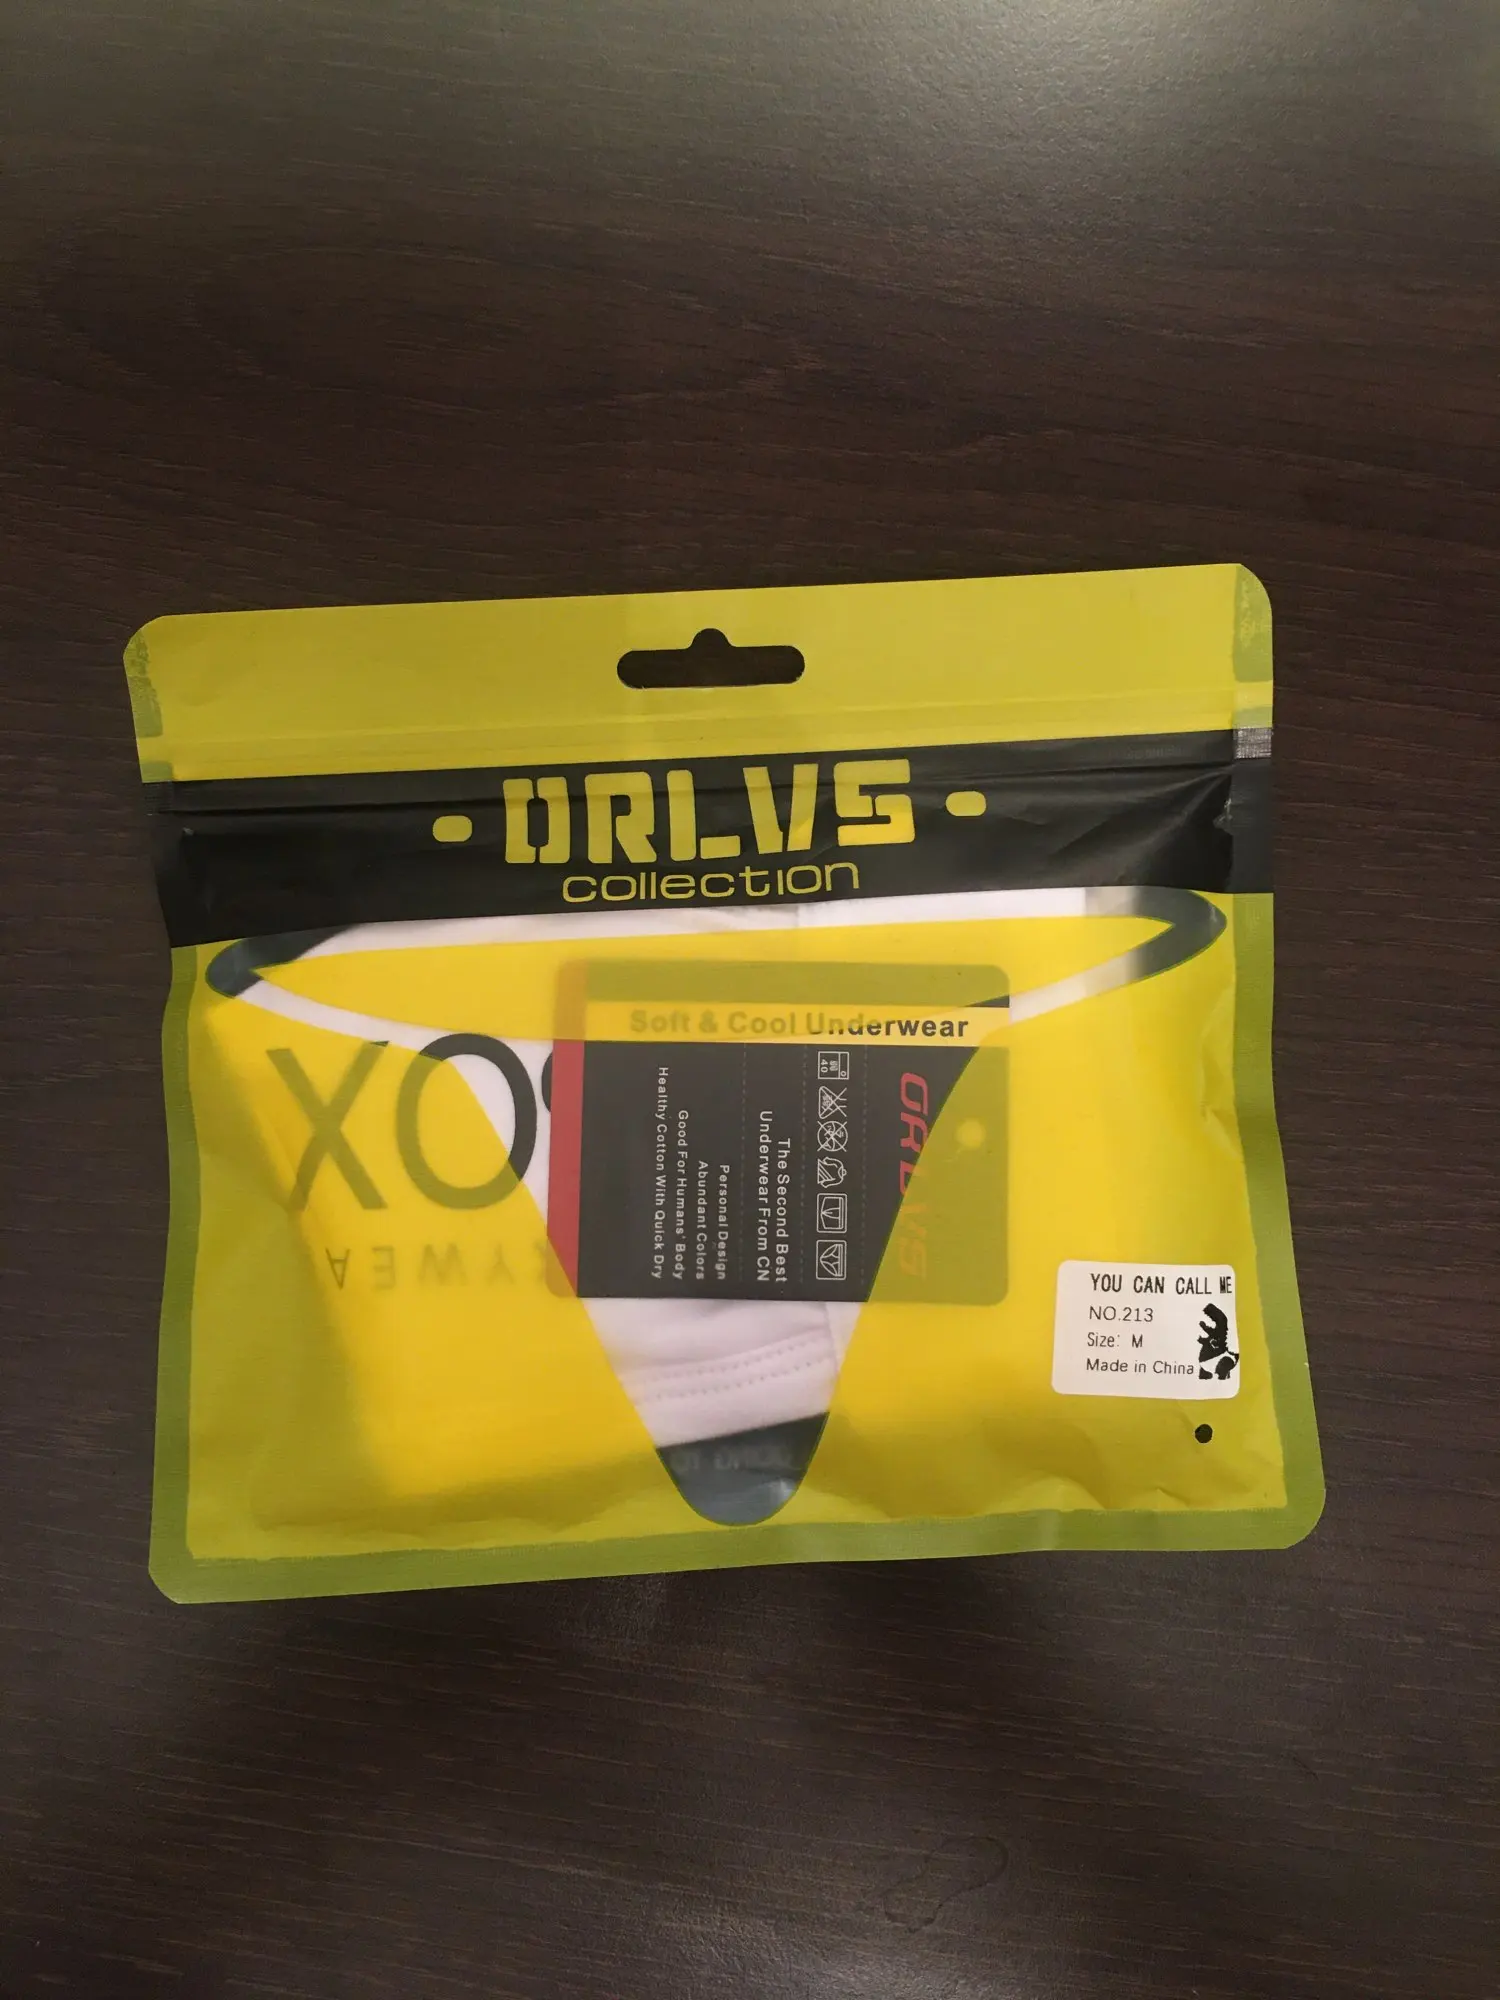 ORLVS
collection
Soft & Cool Underwear
ORLVS
The Second Best
Underwear From CN
Personal Design
Abundant Colors
Good For Humans' Body
Healthy Cotton With Quick Dry
40
YOU CAN CALL ME
NO.213
Size: M
Made in China